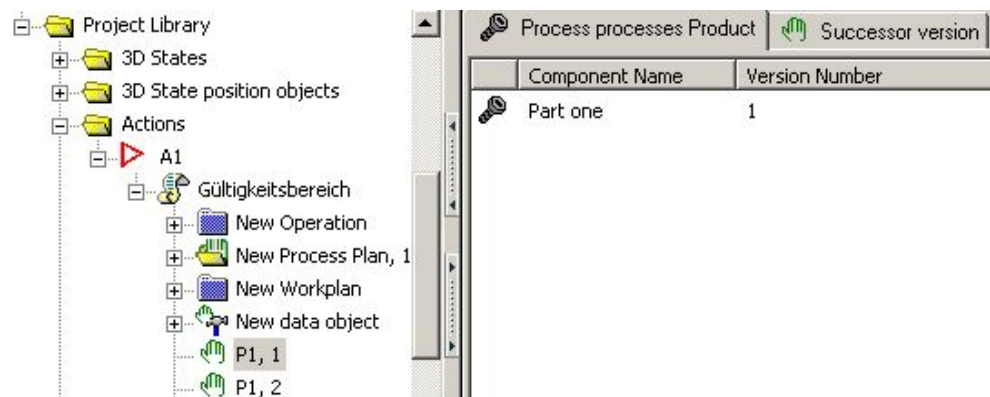 Project Library
3D States
3D State position objects
Actions
A1
Gültigkeitsbereich
New Operation
New Process Plan, 1
New Workplan
New data object
P1, 1
P1, 2
Process processes Product Successor version
Component Name Version Number
Part one 1